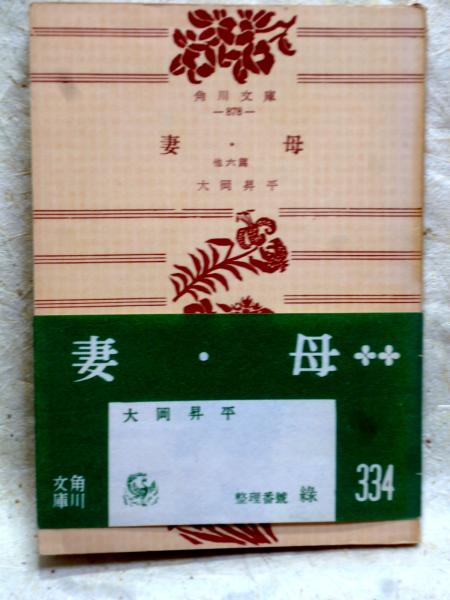 角川文庫
—878—
妻・母
他六篇
大岡昇平
妻・母
大岡昇平
角川
文庫
整理番號 綠
334